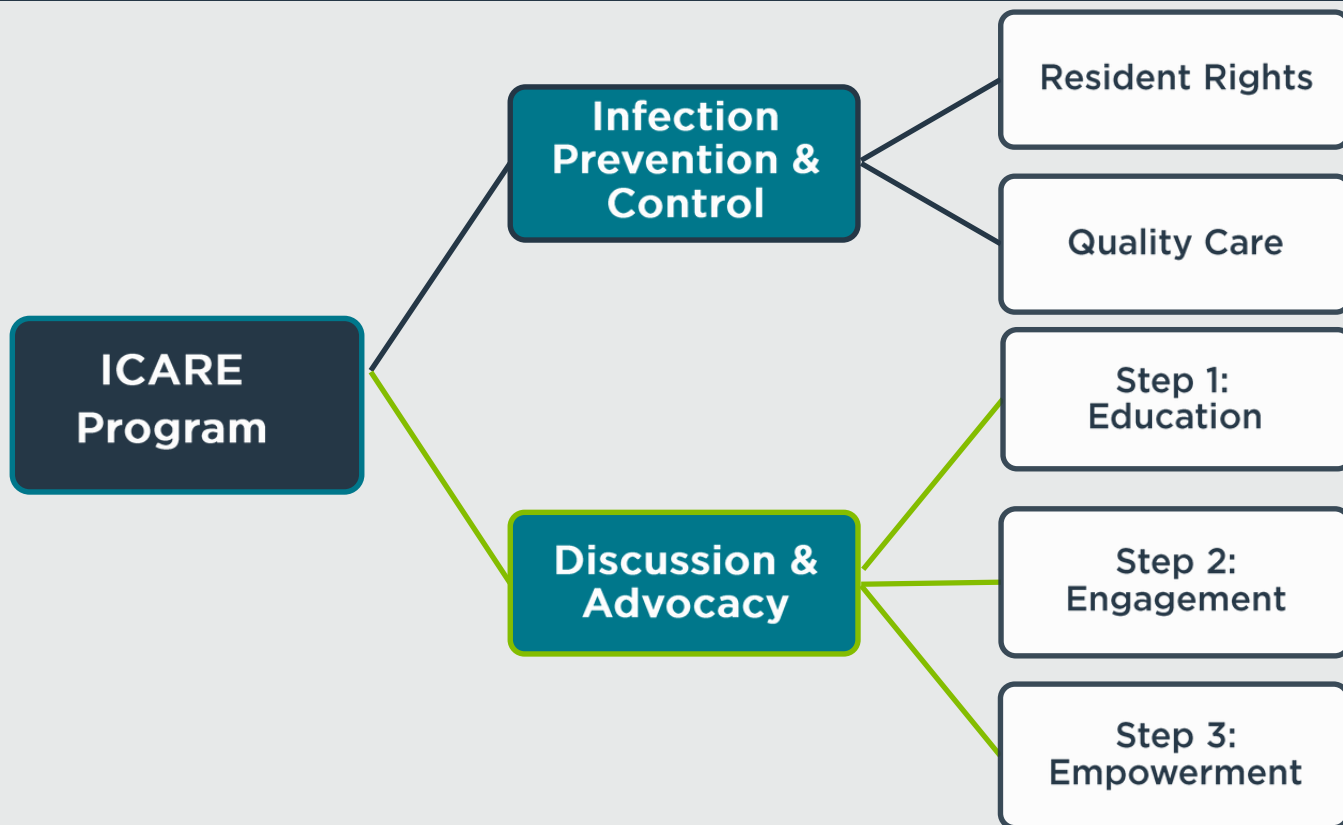 ICARE
Program
Infection
Prevention &
Control
Discussion &
Advocacy
Resident Rights
Quality Care
Step 1:
Education
Step 2:
Engagement
Step 3:
Empowerment